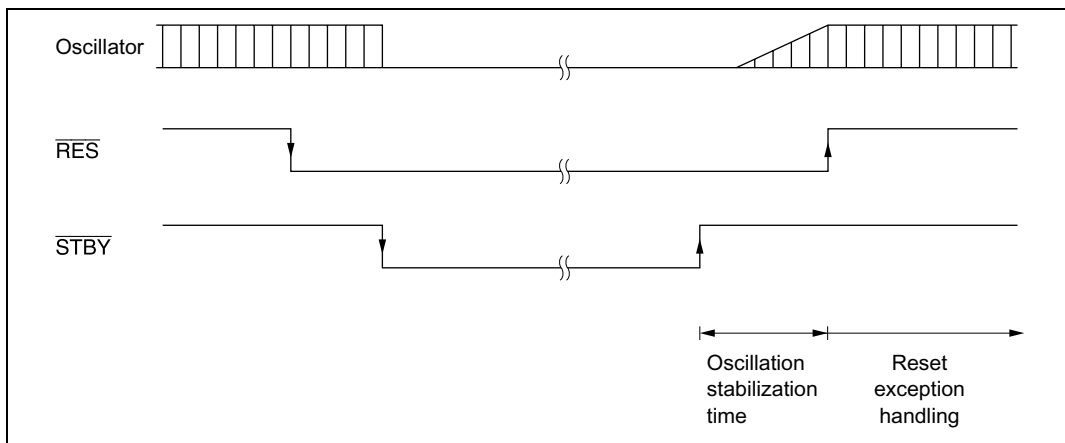 Oscillator
RES
STBY
Oscillation
stabilization
time
Reset
exception
handling